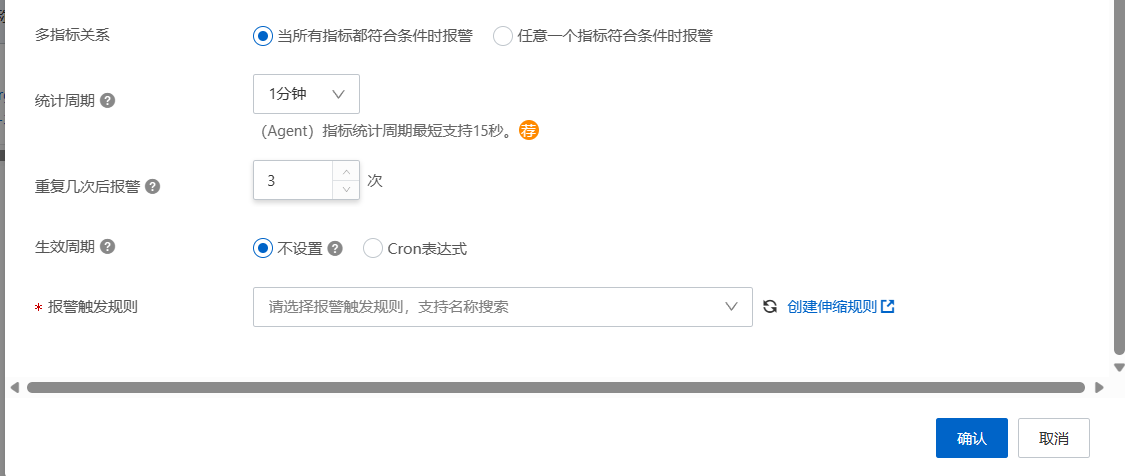 多指标关系 当所有指标都符合条件时报警 任意一个指标符合条件时报警
统计周期 1分钟
（Agent）指标统计周期最短支持15秒。荐
重复几次后报警 3 次
生效周期 不设置 Cron表达式
* 报警触发规则 请选择报警触发规则，支持名称搜索 创建伸缩规则
确认 取消